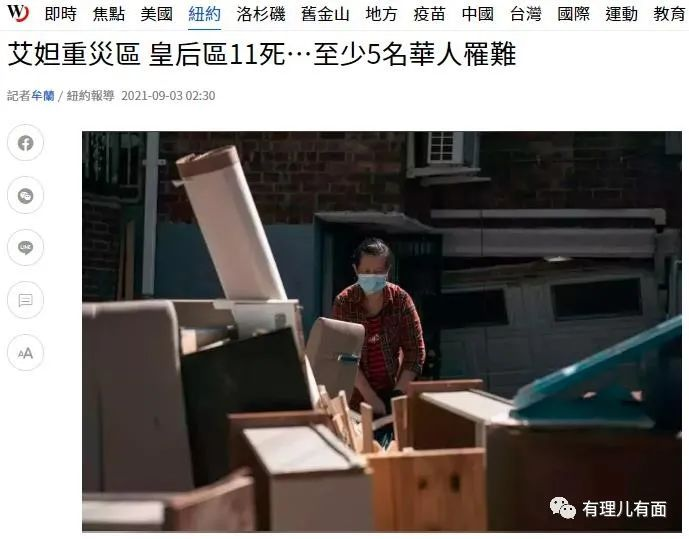 W 即時 焦點 美國 紐約 洛杉磯 舊金山 地方 疫苗 中國 台灣 國際 運動 教育
艾妲重災區 皇后區11死…至少5名華人罹難
記者牟蘭 / 紐約報導 2021-09-03 02:30
LINE
AA
有理儿有面